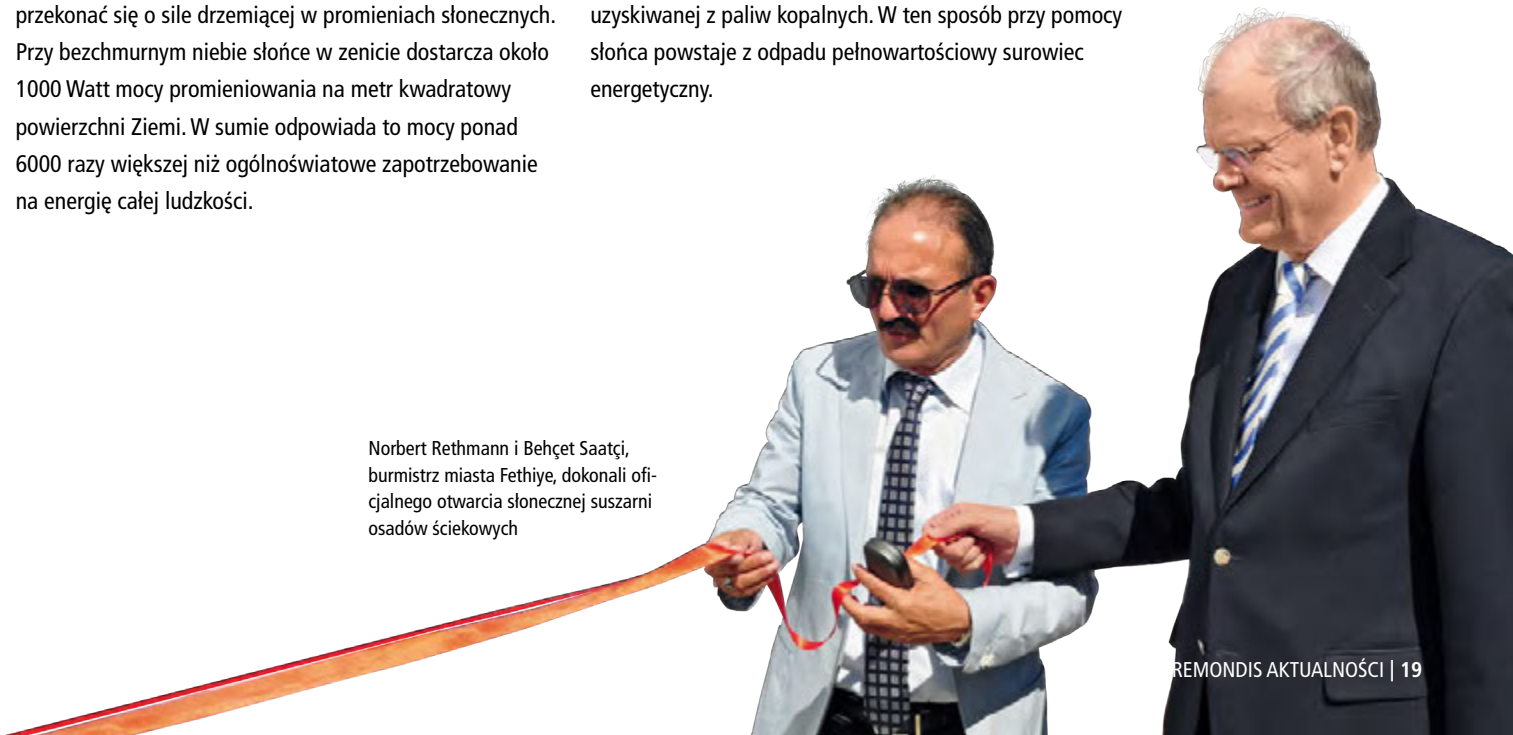 przekonać się o sile drzemiącej w promieniach słonecznych.
Przy bezchmurnym niebie słońce w zenicie dostarcza około
1000 Watt mocy promieniowania na metr kwadratowy
powierzchni Ziemi. W sumie odpowiada to mocy ponad
6000 razy większej niż ogólnoświatowe zapotrzebowanie
na energię całej ludzkości.
uzyskiwanej z paliw kopalnych. W ten sposób przy pomocy
słońca powstaje z odpadu pełnowartościowy surowiec
energetyczny.
Norbert Rethmann i Behçet Saatçi,
burmistrz miasta Fethiye, dokonali ofi-
cjalnego otwarcia słonecznej suszarni
osadów ściekowych
REMONDIS AKTUALNOŚCI | 19